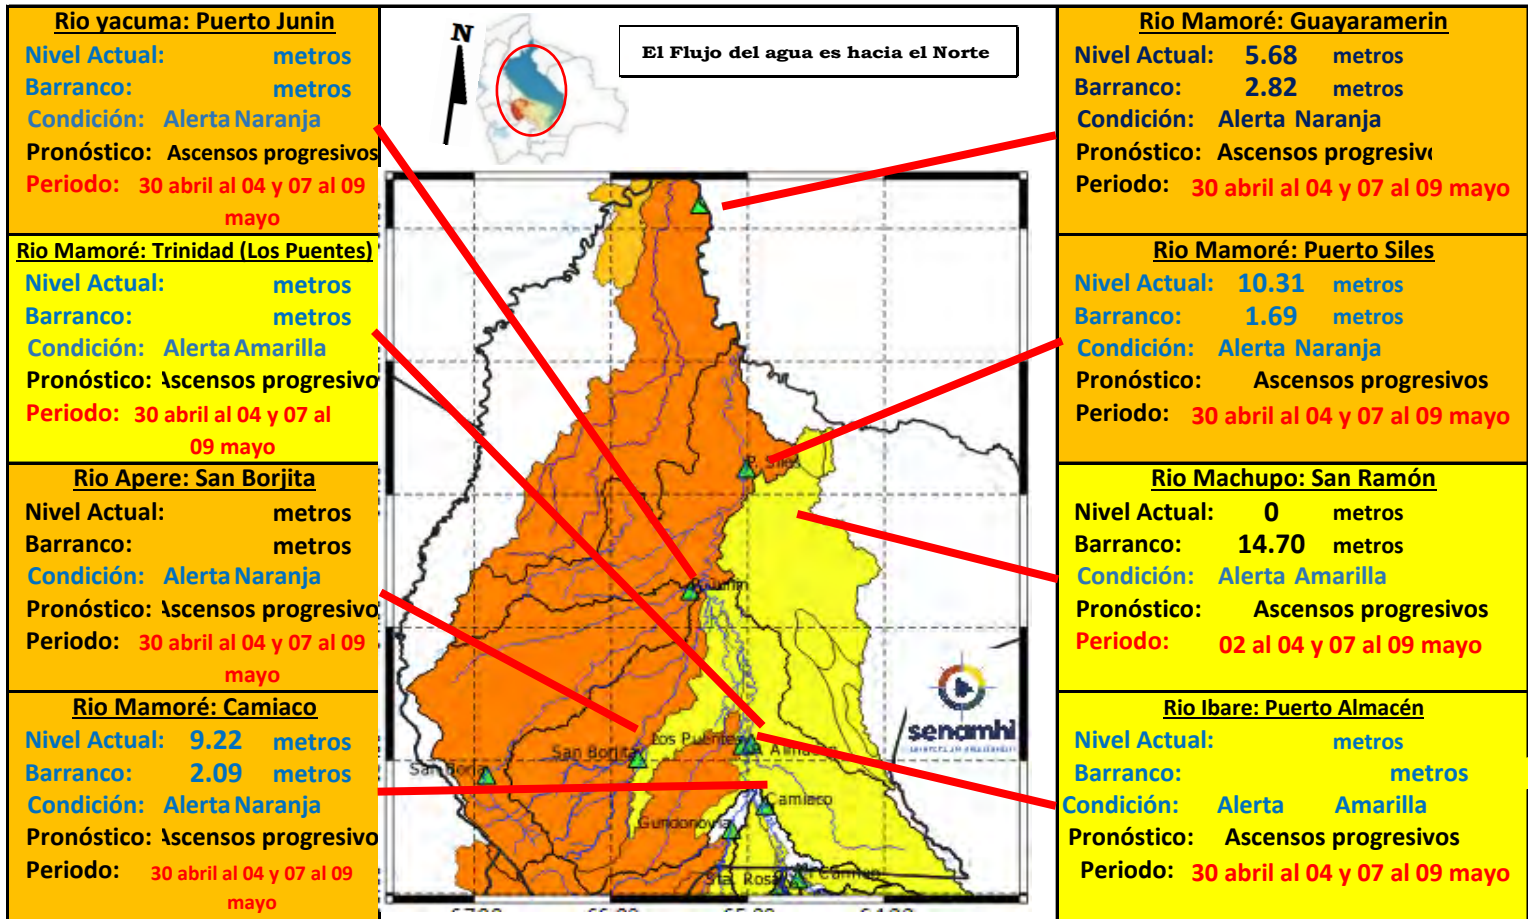 Rio yacuma: Puerto Junin
Nivel Actual: metros
Barranco: metros
Condición: Alerta Naranja
Pronóstico: Ascensos progresivos
Periodo: 30 abril al 04 y 07 al 09
mayo
Rio Mamoré: Trinidad (Los Puentes)
Nivel Actual: metros
Barranco: metros
Condición: Alerta Amarilla
Pronóstico: Ascensos progresivo
Periodo: 30 abril al 04 y 07 al
09 mayo
Rio Apere: San Borjita
Nivel Actual: metros
Barranco: metros
Condición: Alerta Naranja
Pronóstico: Ascensos progresivo
Periodo: 30 abril al 04 y 07 al 09
mayo
Rio Mamoré: Camiaco
Nivel Actual: 9.22 metros
Barranco: 2.09 metros
Condición: Alerta Naranja
Pronóstico: Ascensos progresivo
Periodo: 30 abril al 04 y 07 al 09
mayo
N
El Flujo del agua es hacia el Norte
P. Siles
P. Junin
Los Puentes
P. Almacen
San Borjita
San Borja
Camiaco
Gundonovia
Sta. Rosa
senamhi
Rio Mamoré: Guayaramerin
Nivel Actual: 5.68 metros
Barranco: 2.82 metros
Condición: Alerta Naranja
Pronóstico: Ascensos progresiv
Periodo: 30 abril al 04 y 07 al 09 mayo
Rio Mamoré: Puerto Siles
Nivel Actual: 10.31 metros
Barranco: 1.69 metros
Condición: Alerta Naranja
Pronóstico: Ascensos progresivos
Periodo: 30 abril al 04 y 07 al 09 mayo
Rio Machupo: San Ramón
Nivel Actual: 0 metros
Barranco: 14.70 metros
Condición: Alerta Amarilla
Pronóstico: Ascensos progresivos
Periodo: 02 al 04 y 07 al 09 mayo
Rio Ibare: Puerto Almacén
Nivel Actual: metros
Barranco: metros
Condición: Alerta Amarilla
Pronóstico: Ascensos progresivos
Periodo: 30 abril al 04 y 07 al 09 mayo